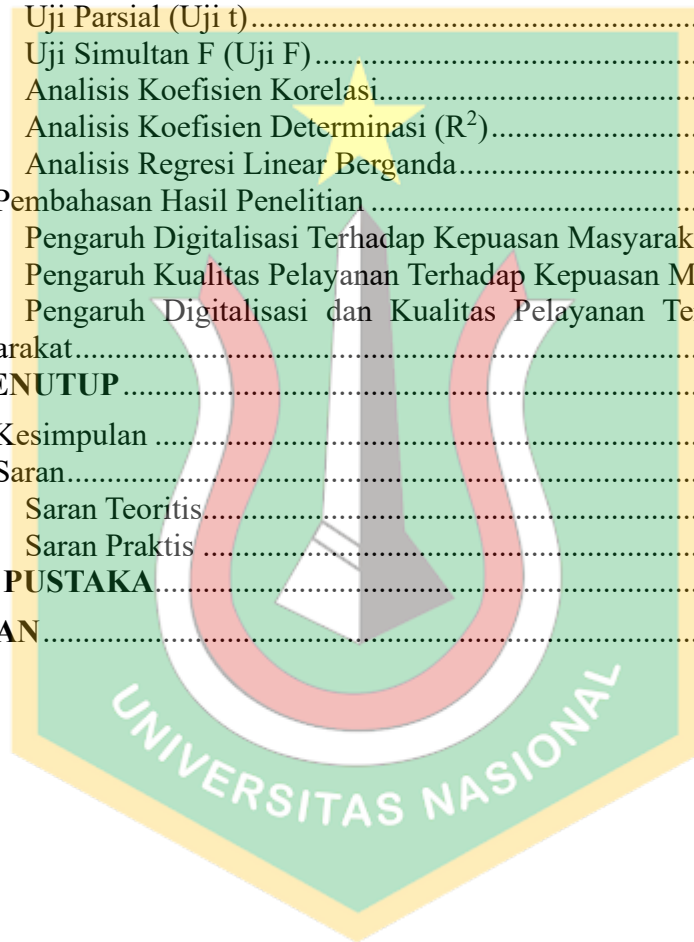 Uji Parsial (Uji t)........................................................
Uji Simultan F (Uji F)................................................
Analisis Koefisien Korelasi........................................
Analisis Koefisien Determinasi (R²)..........................
Analisis Regresi Linear Berganda..............................
Pembahasan Hasil Penelitian ..........................................
Pengaruh Digitalisasi Terhadap Kepuasan Masyarak
Pengaruh Kualitas Pelayanan Terhadap Kepuasan M
Pengaruh Digitalisasi dan Kualitas Pelayanan Te
arakat..............................................................................
ENUTUP........................................................................
Kesimpulan ....................................................................
Saran...............................................................................
Saran Teoritis..............................................................
Saran Praktis ..............................................................
PUSTAKA....................................................................
AN..................................................................................
UNIVERSITAS NASIONAL